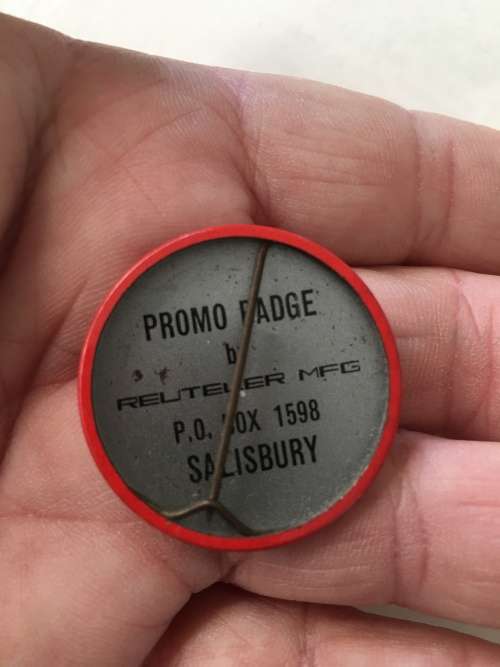 PROMO BADGE
by
REUTELER MFG
P.O. BOX 1598
SALISBURY